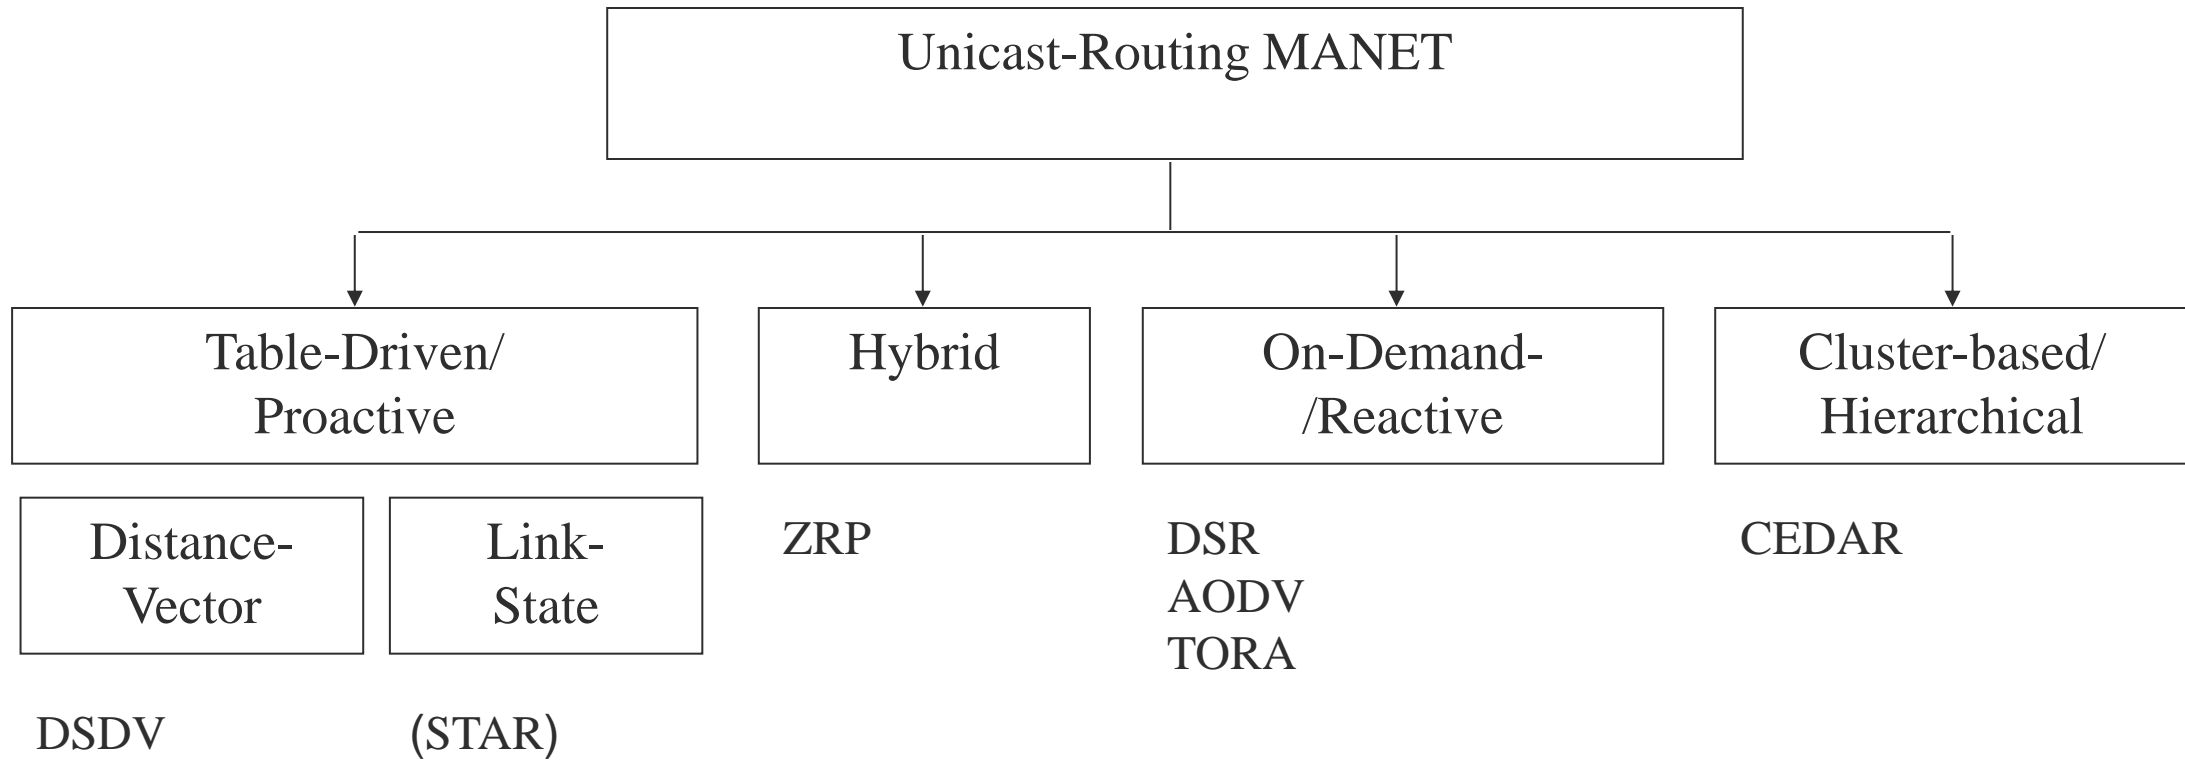 Unicast-Routing MANET
Table-Driven/
Proactive
Hybrid
On-Demand-
/Reactive
Cluster-based/
Hierarchical
Distance-
Vector
Link-
State
ZRP
DSR
AODV
TORA
CEDAR
DSDV
(STAR)